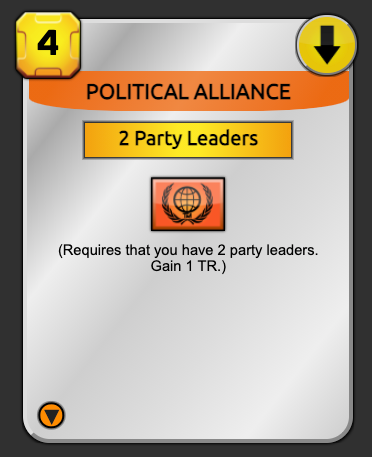 4
POLITICAL ALLIANCE
2 Party Leaders
(Requires that you have 2 party leaders.
Gain 1 TR.)